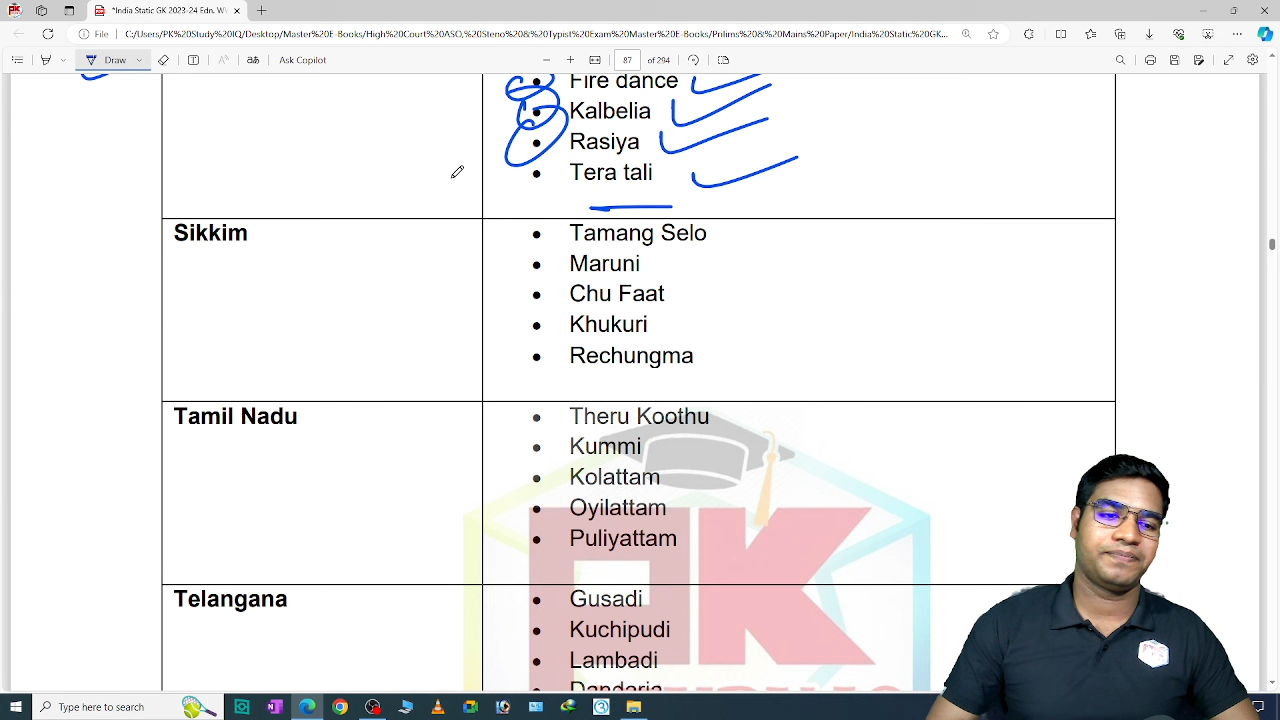 *India Static GK 2023-24 Edn. W
File
C:/Users/PK%20Study%20IQ/Desktop/Master%20E-Books/High%20Court%20ASO,%20Steno%20&%20Typist%20Exam%20Master%20E-Books/Prilims%20&%20Mains%20Paper/India%20Static%20GK...
Draw
Ask Copilot
87 of 294
Fire dance
Kalbelia
Rasiya
Tera tali
Sikkim
Tamang Selo
Maruni
Chu Faat
Khukuri
Rechungma
Tamil Nadu
Theru Koothu
Kummi
Kolattam
Oyilattam
Puliyattam
Telangana
Gusadi
Kuchipudi
Lambadi
Dandaria
Type here to search